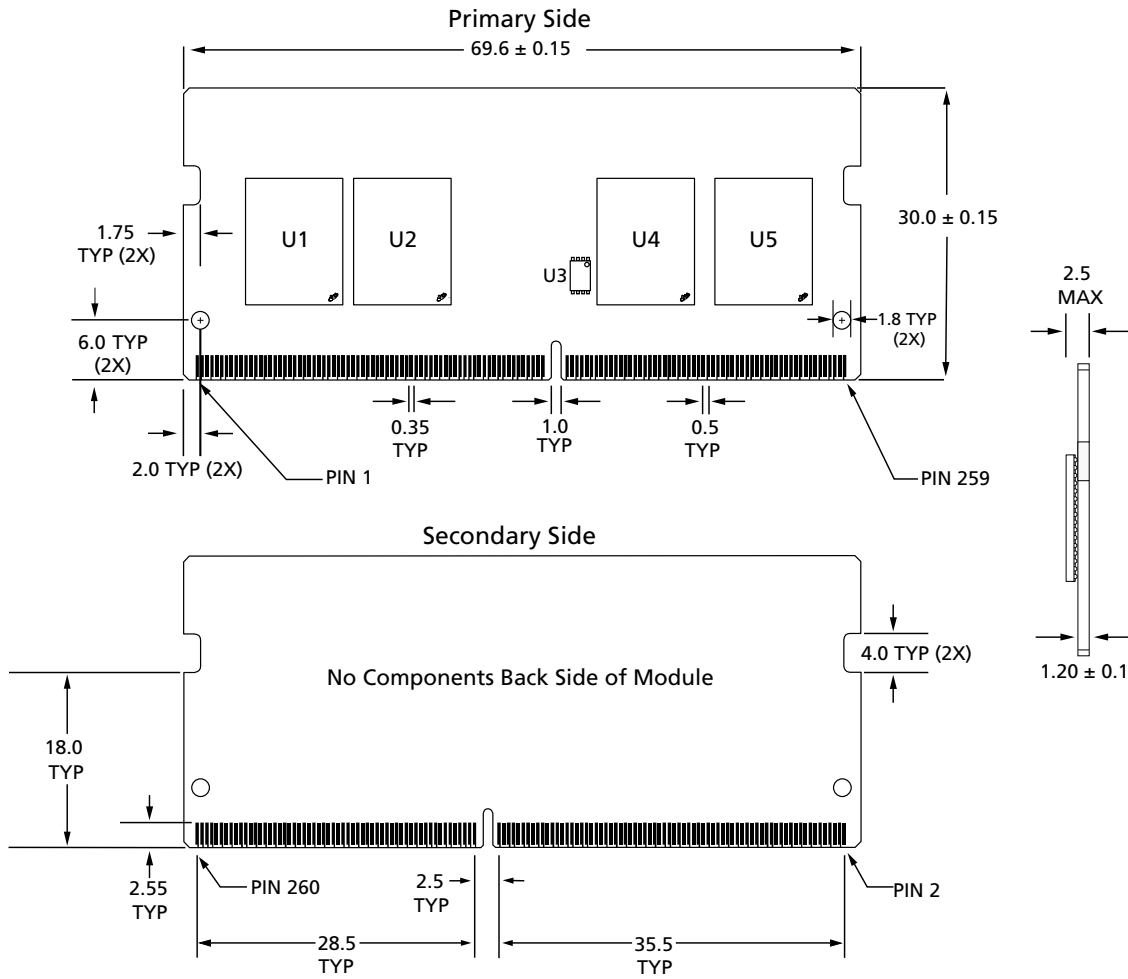 Primary Side
69.6 ± 0.15
U1
U2
U3
U4
U5
30.0 ± 0.15
1.75
TYP (2X)
6.0 TYP
(2X)
1.8 TYP
(2X)
0.35
TYP
1.0
TYP
0.5
TYP
2.0 TYP (2X)
PIN 1
PIN 259
2.5
MAX
1.20 ± 0.1
Secondary Side
No Components Back Side of Module
4.0 TYP (2X)
18.0
TYP
2.55
TYP
PIN 260
2.5
TYP
PIN 2
28.5
TYP
35.5
TYP